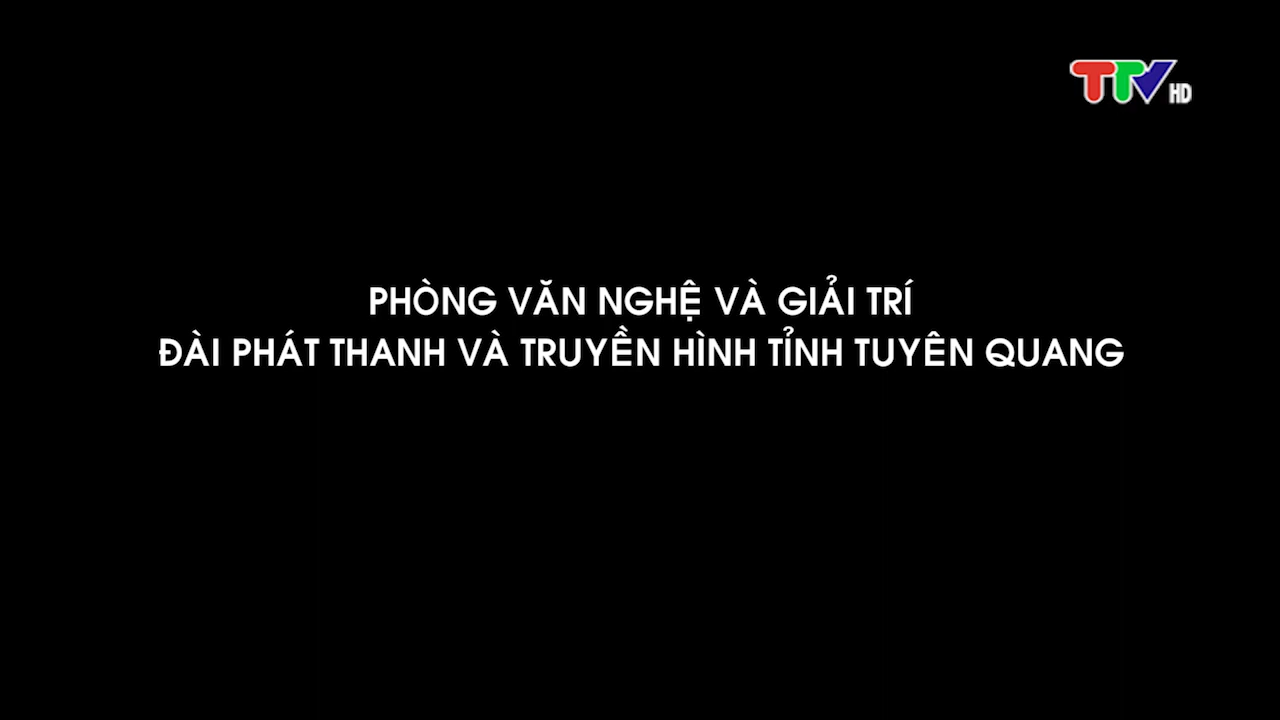 TTV HD
PHÒNG VĂN NGHỆ VÀ GIẢI TRÍ
ĐÀI PHÁT THANH VÀ TRUYỀN HÌNH TỈNH TUYÊN QUANG